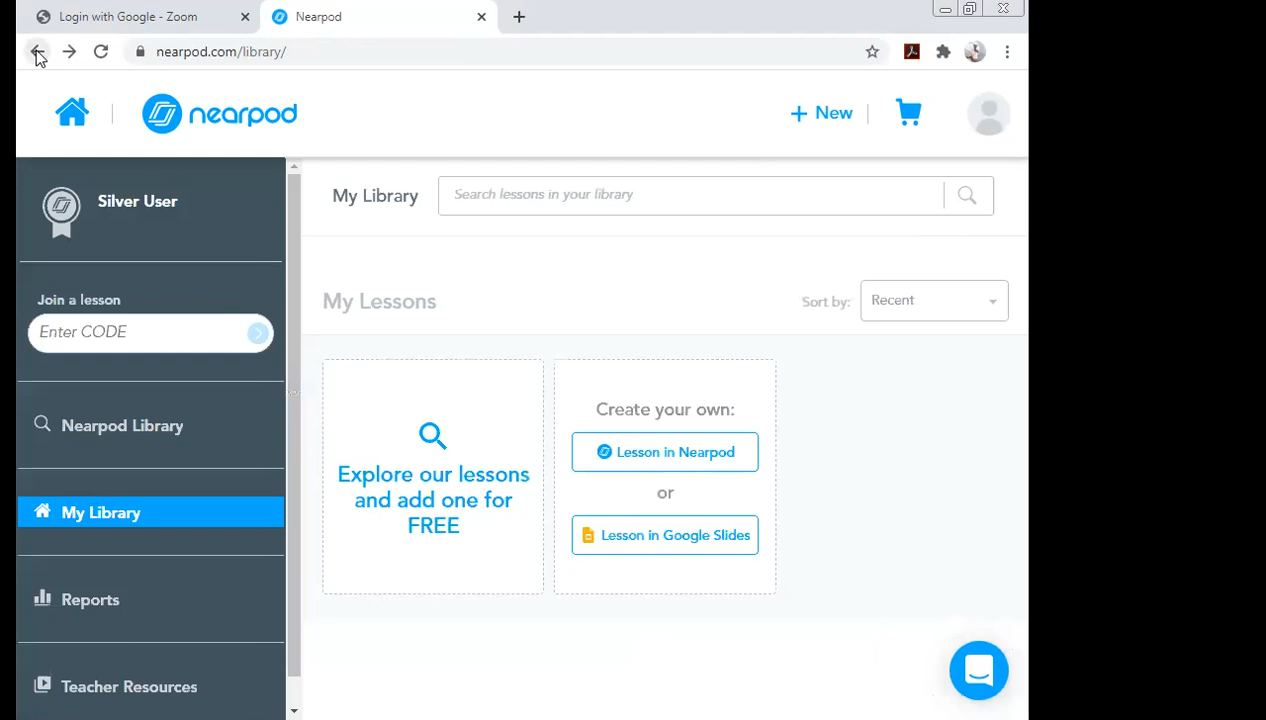 Login with Google - Zoom
Nearpod
nearpod.com/library/
nearpod
+ New
Silver User
My Library
Search lessons in your library
Join a lesson
Enter CODE
My Lessons
Sort by:
Recent
Nearpod Library
My Library
Reports
Teacher Resources
Explore our lessons
and add one for
FREE
Create your own:
Lesson in Nearpod
or
Lesson in Google Slides